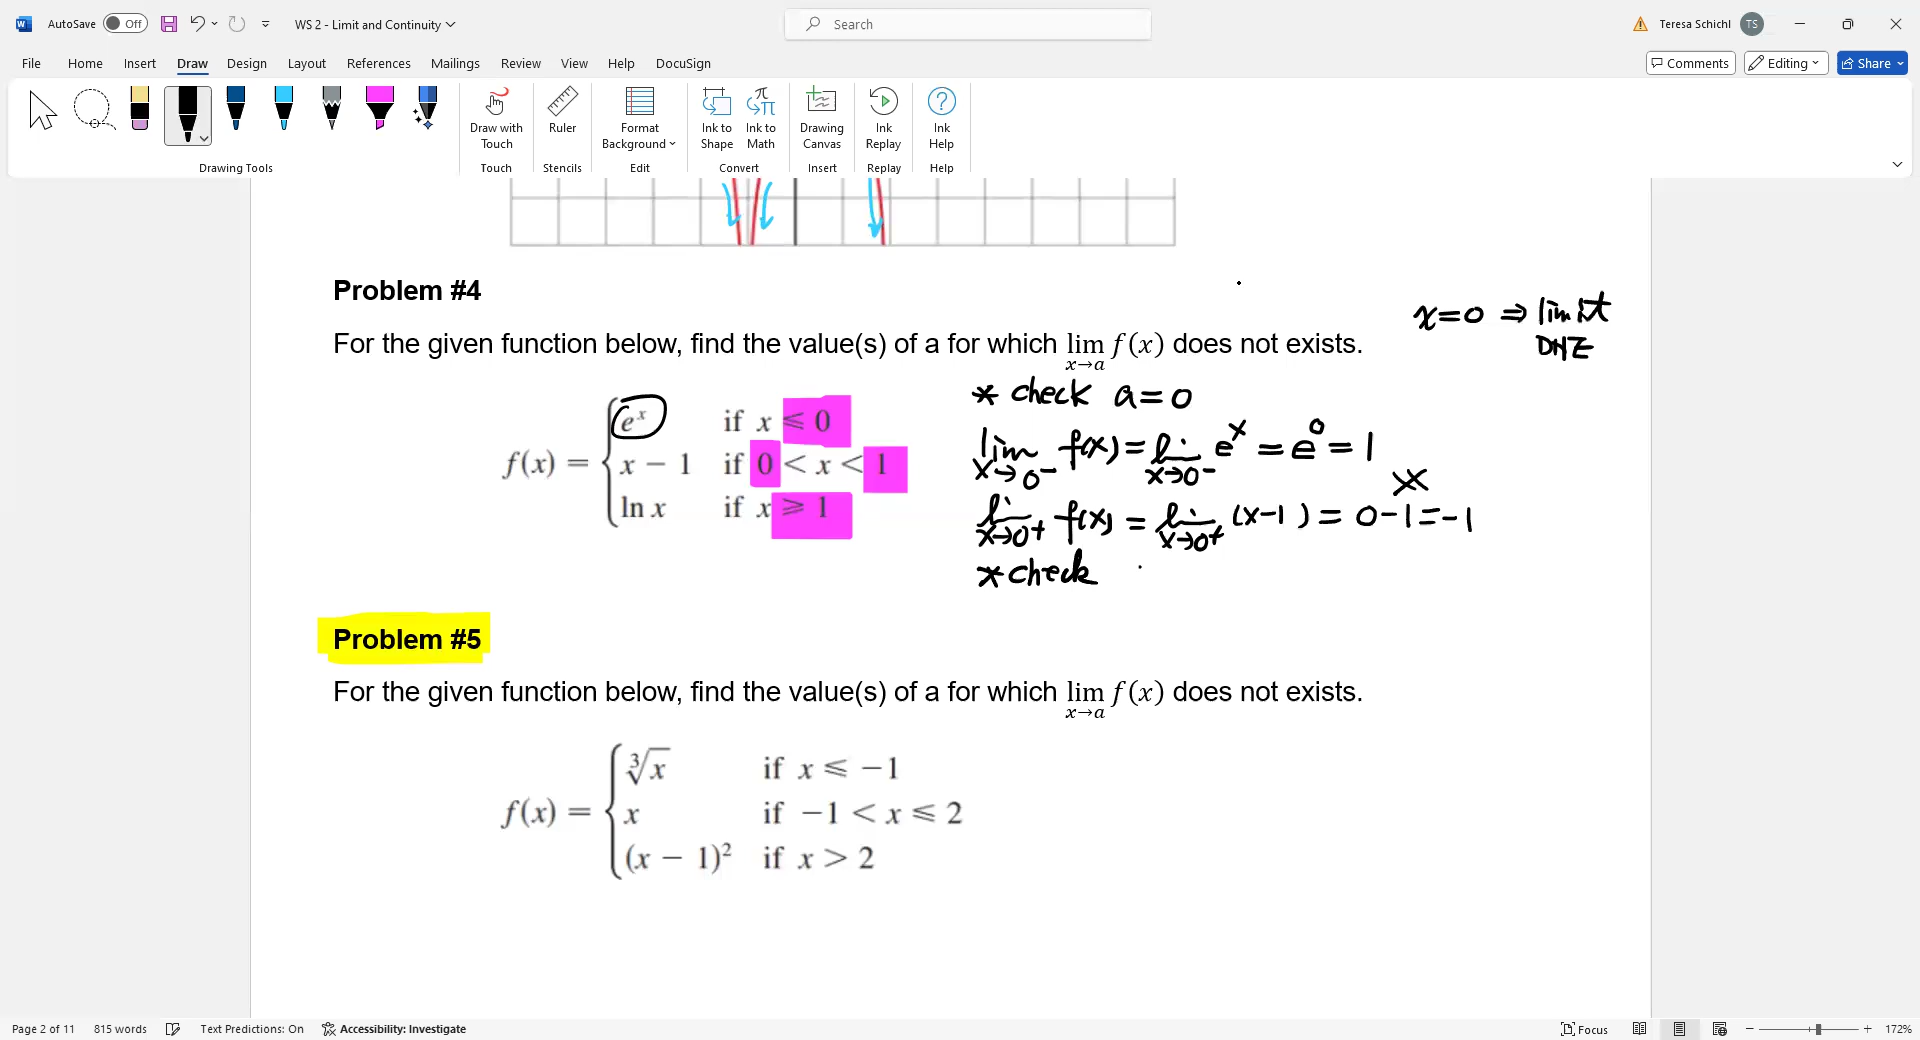 AutoSave Off WS 2 - Limit and Continuity Search Teresa Schichl TS
File Home Insert Draw Design Layout References Mailings Review View Help DocuSign Comments Editing Share
Draw with Touch Ruler Format Background Ink to Shape Ink to Math Drawing Canvas Ink Replay Ink Help
Drawing Tools Touch Stencils Edit Convert Insert Replay Help
Problem #4
x=0 ⇒ limit
DNE
For the given function below, find the value(s) of a for which lim x→a f(x) does not exists.
* check a=0
f(x) = { e^x if x ⩽ 0
x − 1 if 0 < x < 1
ln x if x ⩾ 1
lim x→0⁻ f(x) = lim x→0⁻ e^x = e^0 = 1
lim x→0⁺ f(x) = lim x→0⁺ (x-1) = 0-1=-1
* check
Problem #5
For the given function below, find the value(s) of a for which lim x→a f(x) does not exists.
f(x) = { ∛x if x ⩽ −1
x if −1 < x ⩽ 2
(x − 1)² if x > 2
Page 2 of 11 815 words Text Predictions: On Accessibility: Investigate Focus 172%